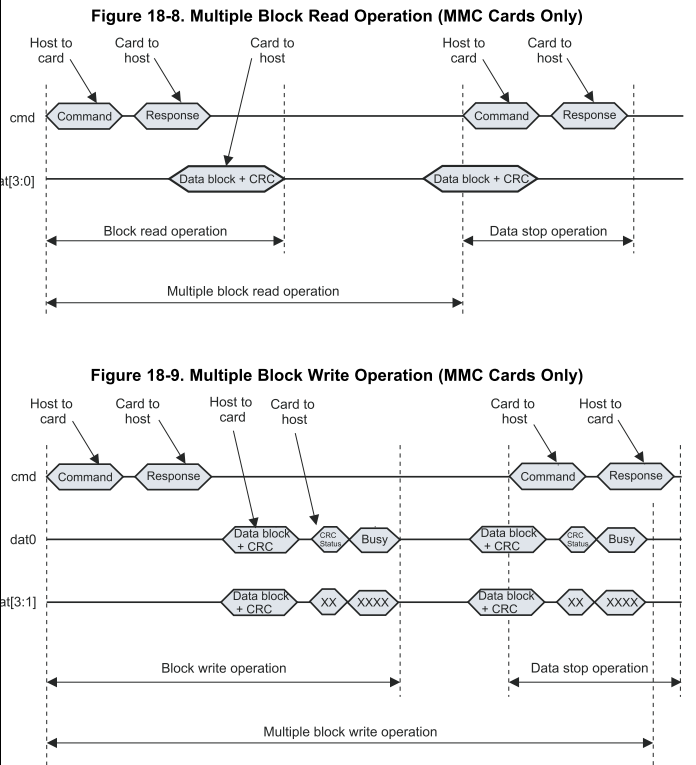 Figure 18-8. Multiple Block Read Operation (MMC Cards Only)
Host to card
Card to host
Card to host
Host to card
Card to host
cmd
Command
Response
Command
Response
at[3:0]
Data block + CRC
Data block + CRC
Block read operation
Data stop operation
Multiple block read operation
Figure 18-9. Multiple Block Write Operation (MMC Cards Only)
Host to card
Card to host
Host to card
Card to host
Card to host
Host to card
cmd
Command
Response
Command
Response
dat0
Data block + CRC
CRC Status
Busy
Data block + CRC
CRC Status
Busy
at[3:1]
Data block + CRC
XX
XXXX
Data block + CRC
XX
XXXX
Block write operation
Data stop operation
Multiple block write operation